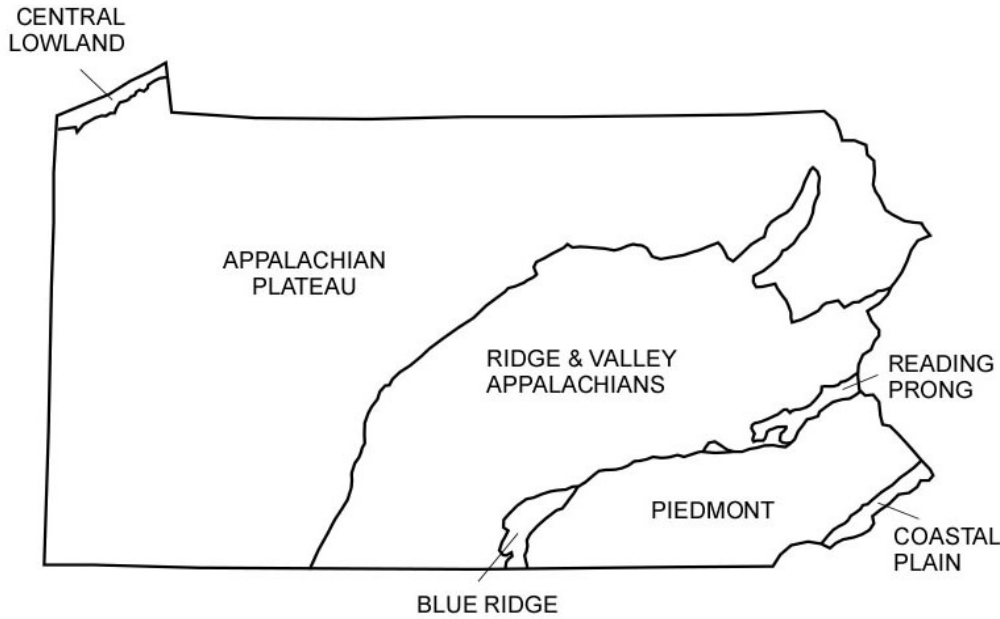 CENTRAL
LOWLAND
APPALACHIAN
PLATEAU
RIDGE & VALLEY
APPALACHIANS
READING
PRONG
PIEDMONT
COASTAL
PLAIN
BLUE RIDGE